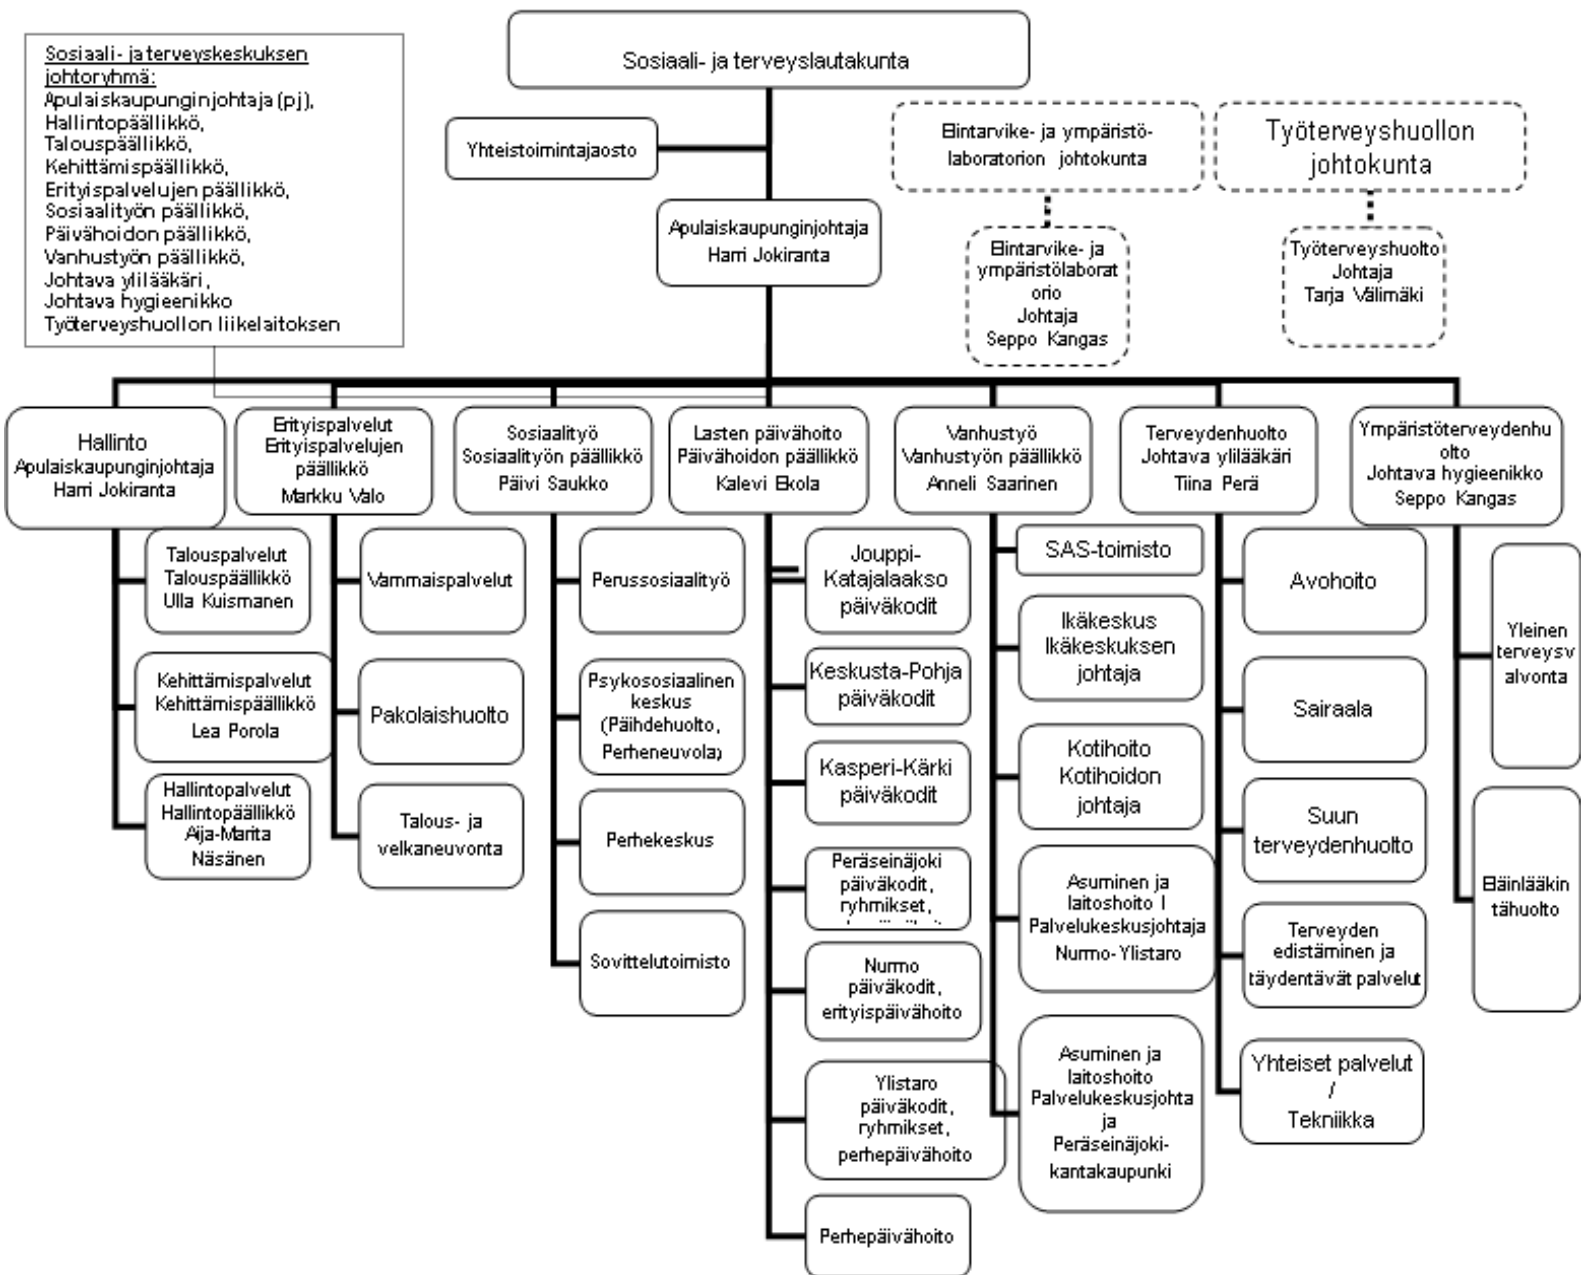 Sosiaali- ja terveyskeskuksen
johtoryhmä:
Apulaiskaupunginjohtaja (pj),
Hallintopäällikkö,
Talouspäällikkö,
Kehittämispäällikkö,
Erityispalvelujen päällikkö,
Sosiaalityön päällikkö,
Päivähoidon päällikkö,
Vanhustyön päällikkö,
Johtava ylilääkäri,
Johtava hygieenikko
Työterveyshuollon liikelaitoksen
Sosiaali- ja terveyslautakunta
Yhteistoimintajaosto
Apulaiskaupunginjohtaja
Harri Jokiranta
Elintarvike- ja ympäristö-
laboratorion johtokunta
Työterveyshuollon
johtokunta
Elintarvike- ja
ympäristölaborat
orio
Johtaja
Seppo Kangas
Työterveyshuolto
Johtaja
Tarja Välimäki
Hallinto
Apulaiskaupunginjohtaja
Harri Jokiranta
Talouspalvelut
Talouspäällikkö
Ulla Kuismanen
Kehittämispalvelut
Kehittämispäällikkö
Lea Porola
Hallintopalvelut
Hallintopäällikkö
Aija-Marita
Näsänen
Erityispalvelut
Erityispalvelujen
päällikkö
Markku Valo
Vammaispalvelut
Pakolaishuolto
Talous- ja
velkaneuvonta
Sosiaalityö
Sosiaalityön päällikkö
Päivi Saukko
Perussosiaalityö
Psykososiaalinen
keskus
(Päihdehuolto,
Perheneuvola)
Perhekeskus
Sovittelutoimisto
Lasten päivähoito
Päivähoidon päällikkö
Kalevi Ekola
Jouppi-
Katajalaakso
päiväkodit
Keskusta-Pohja
päiväkodit
Kasperi-Kärki
päiväkodit
Peräseinäjoki
päiväkodit,
ryhmikset,
Nurmo
päiväkodit,
erityispäivähoito
Ylistaro
päiväkodit,
ryhmikset,
perhepäivähoito
Perhepäivähoito
Vanhustyö
Vanhustyön päällikkö
Anneli Saarinen
SAS-toimisto
Ikäkeskus
Ikäkeskuksen
johtaja
Kotihoito
Kotihoidon
johtaja
Asuminen ja
laitoshoito I
Palvelukeskusjohtaja
Nurmo-Ylistaro
Asuminen ja
laitoshoito
Palvelukeskusjohta
ja
Peräseinäjoki-
kantakaupunki
Terveydenhuolto
Johtava ylilääkäri
Tiina Perä
Avohoito
Sairaala
Suun
terveydenhuolto
Terveyden
edistäminen ja
täydentävät palvelut
Yhteiset palvelut
/
Tekniikka
Ympäristöterveydenhu
olto
Johtava hygieenikko
Seppo Kangas
Yleinen
terveysv
alvonta
Eläinlääkin
tähuolto